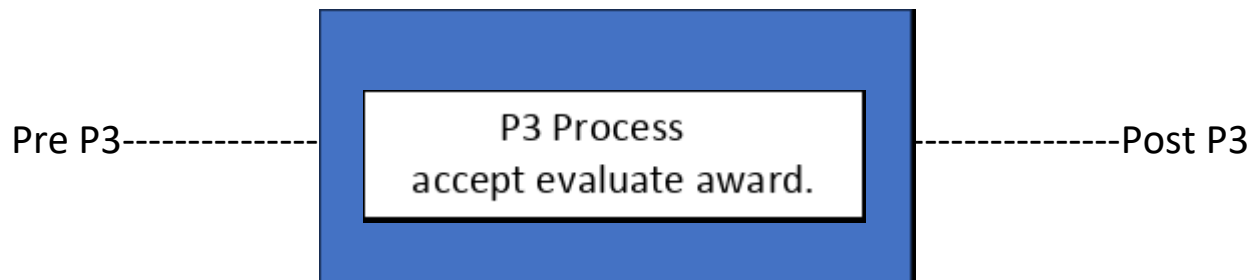 P3 Process
Pre P3---------------
---------------Post P3
accept evaluate award.